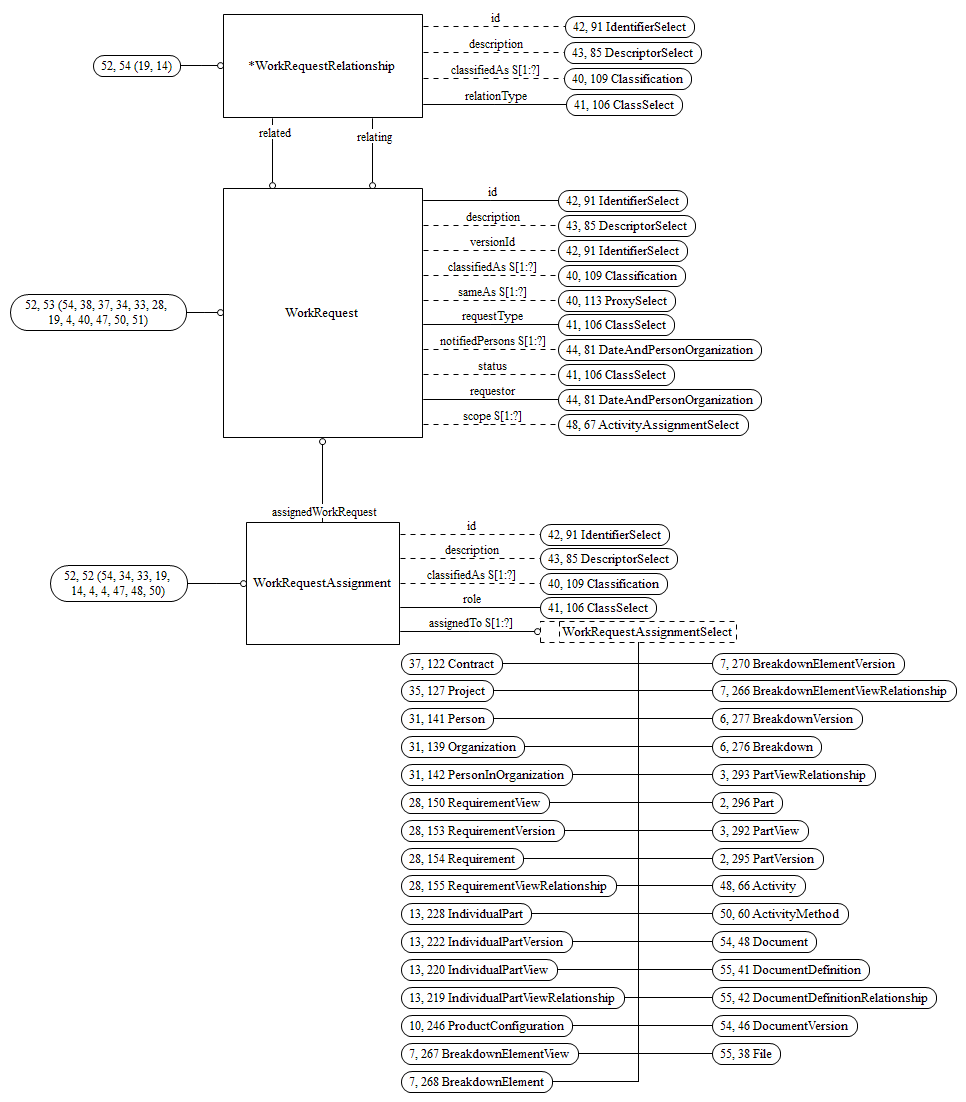 id
42, 91 IdentifierSelect
description
43, 85 DescriptorSelect
52, 54 (19, 14)
*WorkRequestRelationship
classifiedAs S[1:?]
40, 109 Classification
relationType
41, 106 ClassSelect
related
relating
id
42, 91 IdentifierSelect
description
43, 85 DescriptorSelect
versionId
42, 91 IdentifierSelect
classifiedAs S[1:?]
40, 109 Classification
sameAs S[1:?]
40, 113 ProxySelect
52, 53 (54, 38, 37, 34, 33, 28,
19, 4, 40, 47, 50, 51)
WorkRequest
requestType
41, 106 ClassSelect
notifiedPersons S[1:?]
44, 81 DateAndPersonOrganization
status
41, 106 ClassSelect
requestor
44, 81 DateAndPersonOrganization
scope S[1:?]
48, 67 ActivityAssignmentSelect
assignedWorkRequest
id
42, 91 IdentifierSelect
description
43, 85 DescriptorSelect
52, 52 (54, 34, 33, 19,
14, 4, 4, 47, 48, 50)
WorkRequestAssignment
classifiedAs S[1:?]
40, 109 Classification
role
41, 106 ClassSelect
assignedTo S[1:?]
WorkRequestAssignmentSelect
37, 122 Contract
7, 270 BreakdownElementVersion
35, 127 Project
7, 266 BreakdownElementViewRelationship
31, 141 Person
6, 277 BreakdownVersion
31, 139 Organization
6, 276 Breakdown
31, 142 PersonInOrganization
3, 293 PartViewRelationship
28, 150 RequirementView
2, 296 Part
28, 153 RequirementVersion
3, 292 PartView
28, 154 Requirement
2, 295 PartVersion
28, 155 RequirementViewRelationship
48, 66 Activity
13, 228 IndividualPart
50, 60 ActivityMethod
13, 222 IndividualPartVersion
54, 48 Document
13, 220 IndividualPartView
55, 41 DocumentDefinition
13, 219 IndividualPartViewRelationship
55, 42 DocumentDefinitionRelationship
10, 246 ProductConfiguration
54, 46 DocumentVersion
7, 267 BreakdownElementView
55, 38 File
7, 268 BreakdownElement